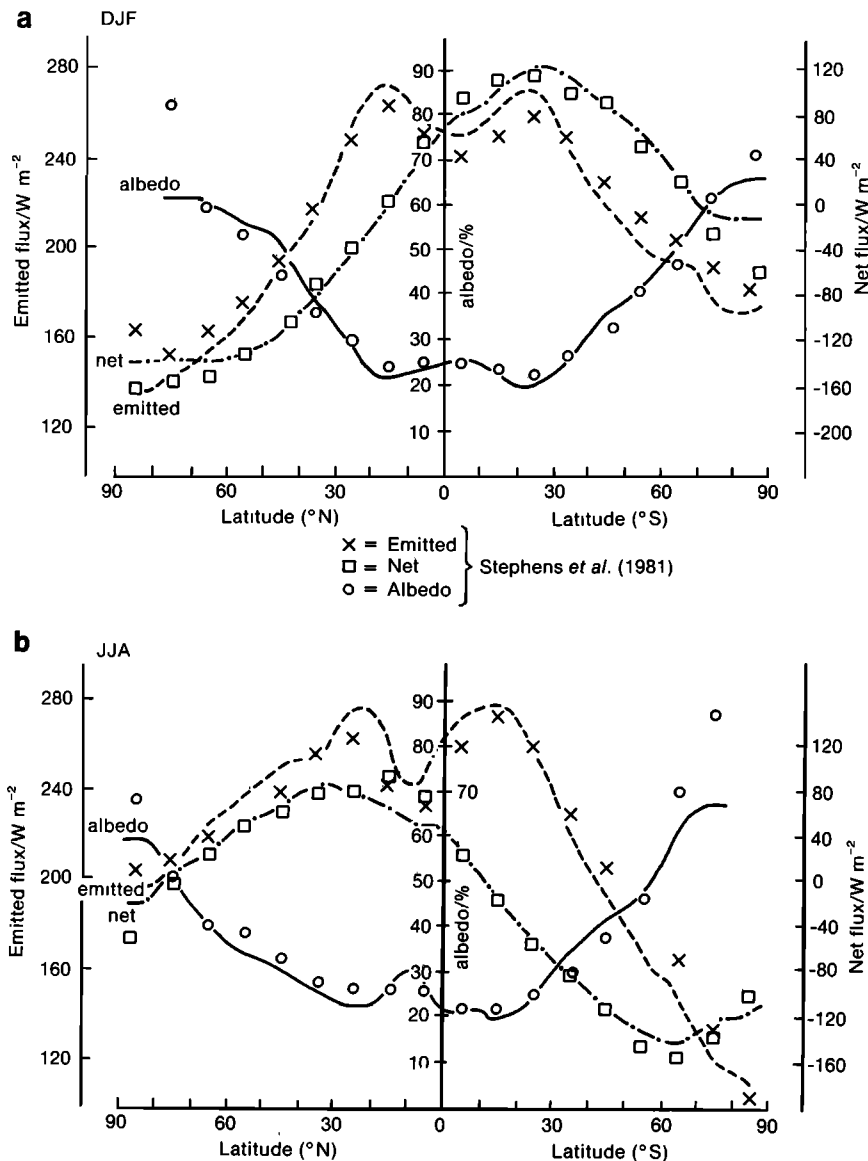 a
DJF
Emitted flux/W m⁻²
280
240
200
160
120
albedo
net
emitted
albedo/%
90
80
70
60
50
40
30
20
10
Net flux/W m⁻²
120
80
40
0
-40
-80
-120
-160
-200
90
60
30
0
30
60
90
Latitude (°N)
Latitude (°S)
× = Emitted
□ = Net
○ = Albedo
Stephens et al. (1981)
b
JJA
Emitted flux/W m⁻²
280
240
200
160
120
albedo
emitted
net
albedo/%
90
80
70
60
50
40
30
20
10
Net flux/W m⁻²
120
80
40
0
-40
-80
-120
-160
90
60
30
0
30
60
90
Latitude (°N)
Latitude (°S)